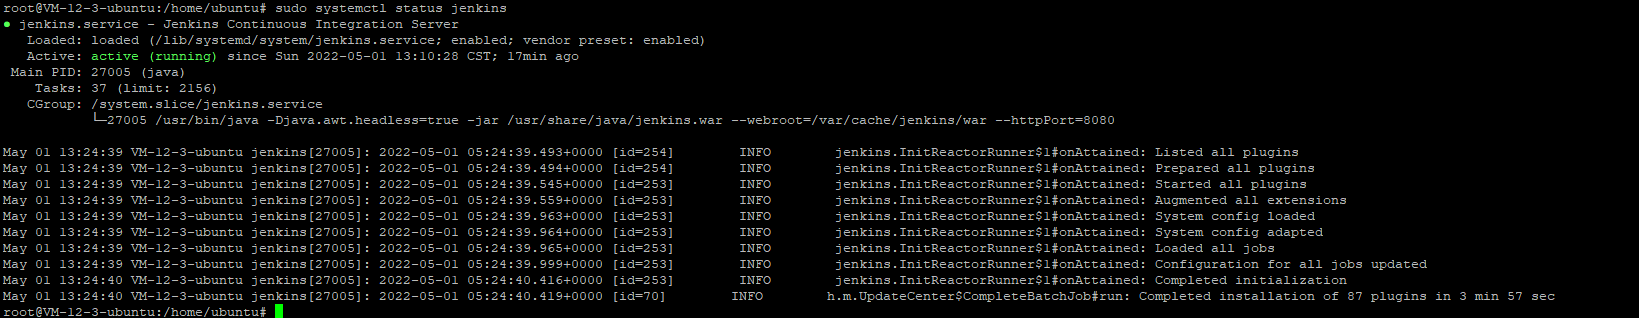 root@VM-12-3-ubuntu:/home/ubuntu# sudo systemctl status jenkins
● jenkins.service - Jenkins Continuous Integration Server
   Loaded: loaded (/lib/systemd/system/jenkins.service; enabled; vendor preset: enabled)
   Active: active (running) since Sun 2022-05-01 13:10:28 CST; 17min ago
 Main PID: 27005 (java)
    Tasks: 37 (limit: 2156)
   CGroup: /system.slice/jenkins.service
           └─27005 /usr/bin/java -Djava.awt.headless=true -jar /usr/share/java/jenkins.war --webroot=/var/cache/jenkins/war --httpPort=8080
May 01 13:24:39 VM-12-3-ubuntu jenkins[27005]: 2022-05-01 05:24:39.493+0000 [id=254]        INFO        jenkins.InitReactorRunner$1#onAttained: Listed all plugins
May 01 13:24:39 VM-12-3-ubuntu jenkins[27005]: 2022-05-01 05:24:39.494+0000 [id=254]        INFO        jenkins.InitReactorRunner$1#onAttained: Prepared all plugins
May 01 13:24:39 VM-12-3-ubuntu jenkins[27005]: 2022-05-01 05:24:39.545+0000 [id=253]        INFO        jenkins.InitReactorRunner$1#onAttained: Started all plugins
May 01 13:24:39 VM-12-3-ubuntu jenkins[27005]: 2022-05-01 05:24:39.559+0000 [id=253]        INFO        jenkins.InitReactorRunner$1#onAttained: Augmented all extensions
May 01 13:24:39 VM-12-3-ubuntu jenkins[27005]: 2022-05-01 05:24:39.963+0000 [id=253]        INFO        jenkins.InitReactorRunner$1#onAttained: System config loaded
May 01 13:24:39 VM-12-3-ubuntu jenkins[27005]: 2022-05-01 05:24:39.964+0000 [id=253]        INFO        jenkins.InitReactorRunner$1#onAttained: System config adapted
May 01 13:24:39 VM-12-3-ubuntu jenkins[27005]: 2022-05-01 05:24:39.965+0000 [id=253]        INFO        jenkins.InitReactorRunner$1#onAttained: Loaded all jobs
May 01 13:24:39 VM-12-3-ubuntu jenkins[27005]: 2022-05-01 05:24:39.999+0000 [id=253]        INFO        jenkins.InitReactorRunner$1#onAttained: Configuration for all jobs updated
May 01 13:24:40 VM-12-3-ubuntu jenkins[27005]: 2022-05-01 05:24:40.416+0000 [id=253]        INFO        jenkins.InitReactorRunner$1#onAttained: Completed initialization
May 01 13:24:40 VM-12-3-ubuntu jenkins[27005]: 2022-05-01 05:24:40.419+0000 [id=70]        INFO        h.m.UpdateCenter$CompleteBatchJob#run: Completed installation of 87 plugins in 3 min 57 sec
root@VM-12-3-ubuntu:/home/ubuntu#